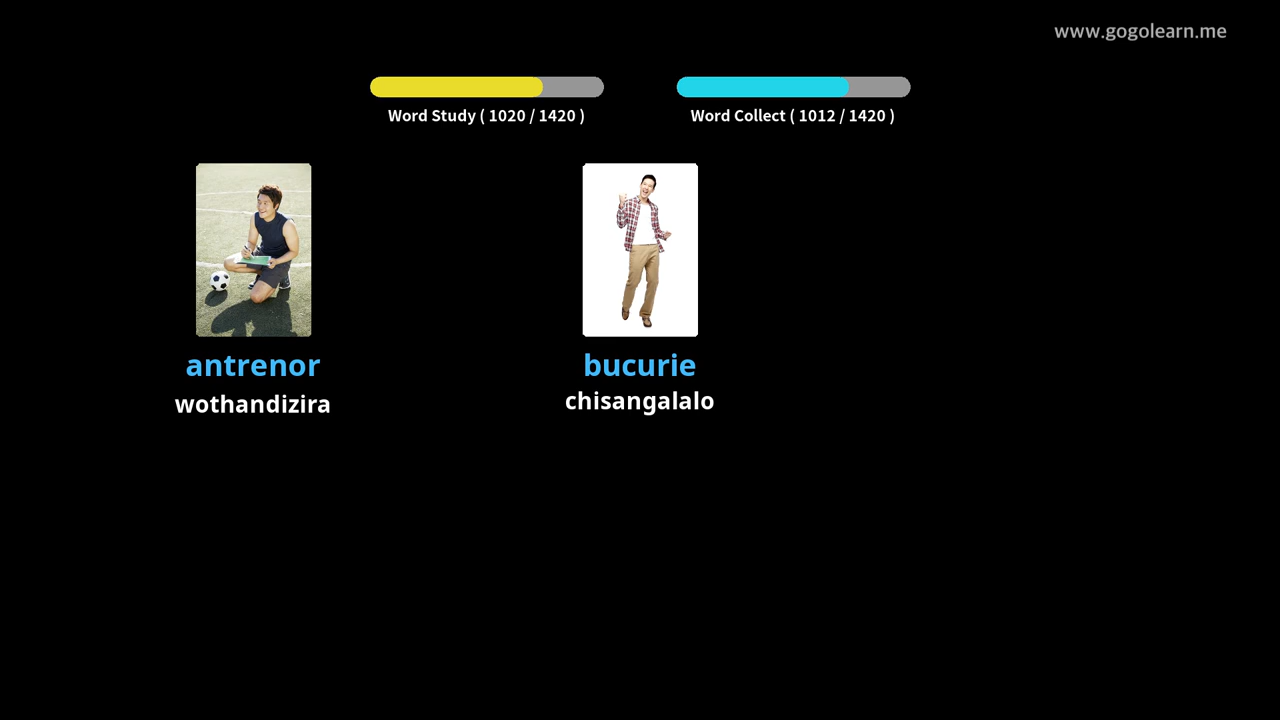 www.gogolearn.me
Word Study ( 1020 / 1420 )
Word Collect ( 1012 / 1420 )
antrenor
wothandizira
bucurie
chisangalalo